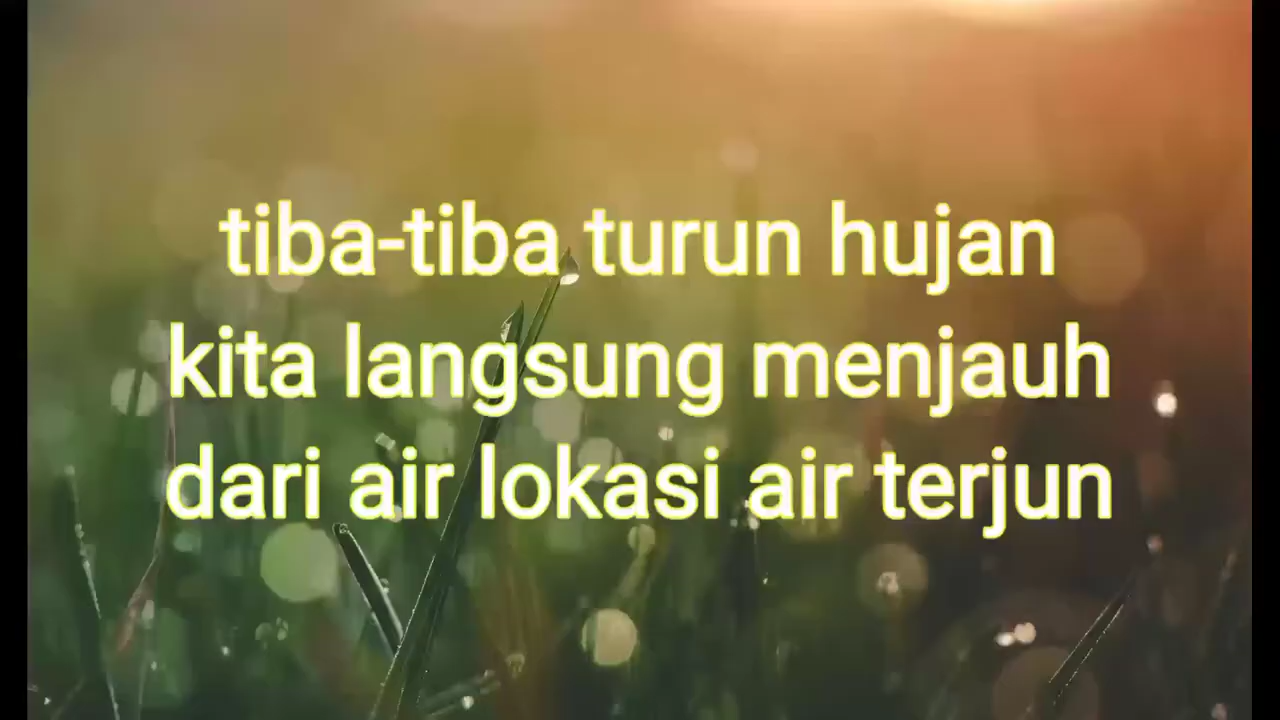 tiba-tiba turun hujan
kita langsung menjauh
dari air lokasi air terjun